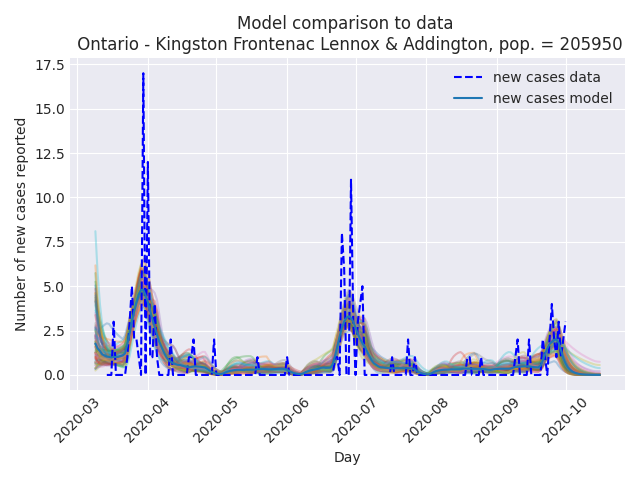 Model comparison to data
Ontario - Kingston Frontenac Lennox & Addington, pop. = 205950
new cases data
new cases model
Number of new cases reported
17.5
15.0
12.5
10.0
7.5
5.0
2.5
0.0
2020-03
2020-04
2020-05
2020-06
2020-07
2020-08
2020-09
2020-10
Day